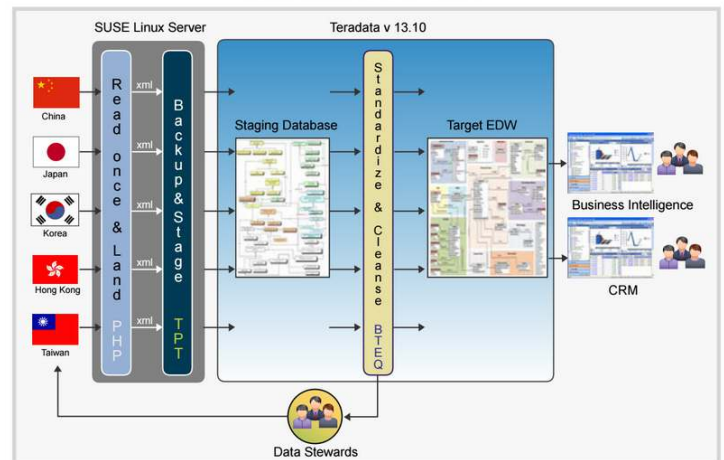 SUSE Linux Server
Teradata v 13.10
China
Japan
Korea
Hong Kong
Taiwan
Read once & Land PHP
xml
xml
xml
xml
xml
Backup & Stage TPT
Staging Database
Standardize & Cleanse BTEQ
Target EDW
Business Intelligence
CRM
Data Stewards